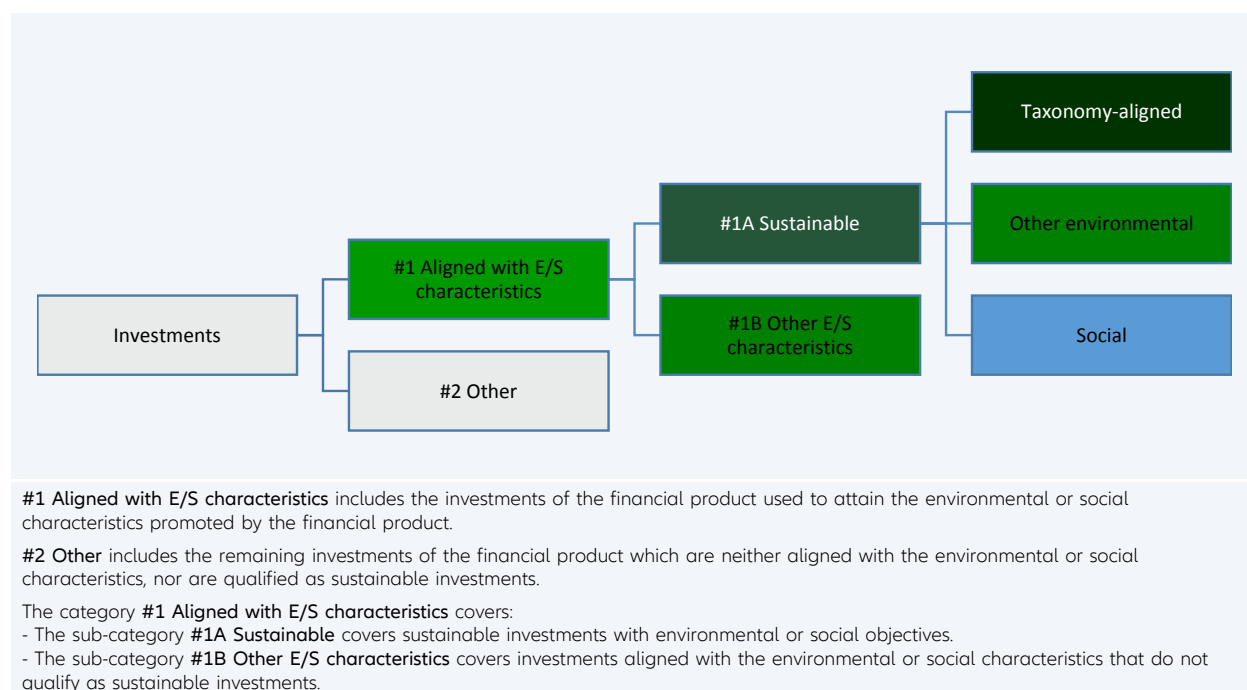 Taxonomy-aligned
#1A Sustainable
Other environmental
#1 Aligned with E/S
characteristics
Investments
#1B Other E/S
characteristics
Social
#2 Other
#1 Aligned with E/S characteristics includes the investments of the financial product used to attain the environmental or social
characteristics promoted by the financial product.
#2 Other includes the remaining investments of the financial product which are neither aligned with the environmental or social
characteristics, nor are qualified as sustainable investments.
The category #1 Aligned with E/S characteristics covers:
- The sub-category #1A Sustainable covers sustainable investments with environmental or social objectives.
- The sub-category #1B Other E/S characteristics covers investments aligned with the environmental or social characteristics that do not
qualify as sustainable investments.